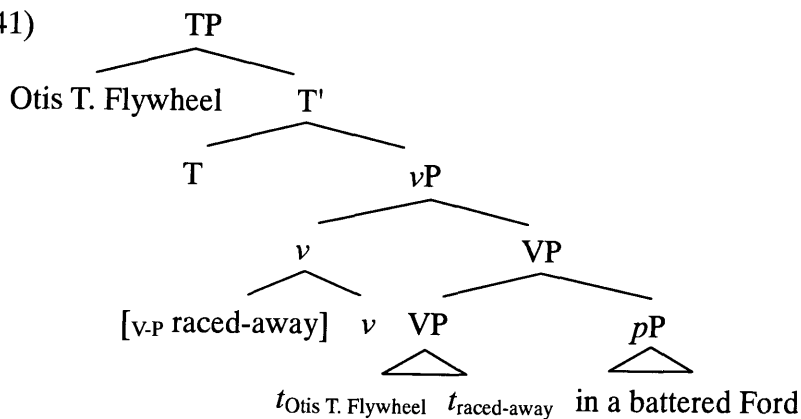 41) TP
Otis T. Flywheel T'
T vP
v VP
[V-P raced-away] v VP pP
tOtis T. Flywheel traced-away in a battered Ford